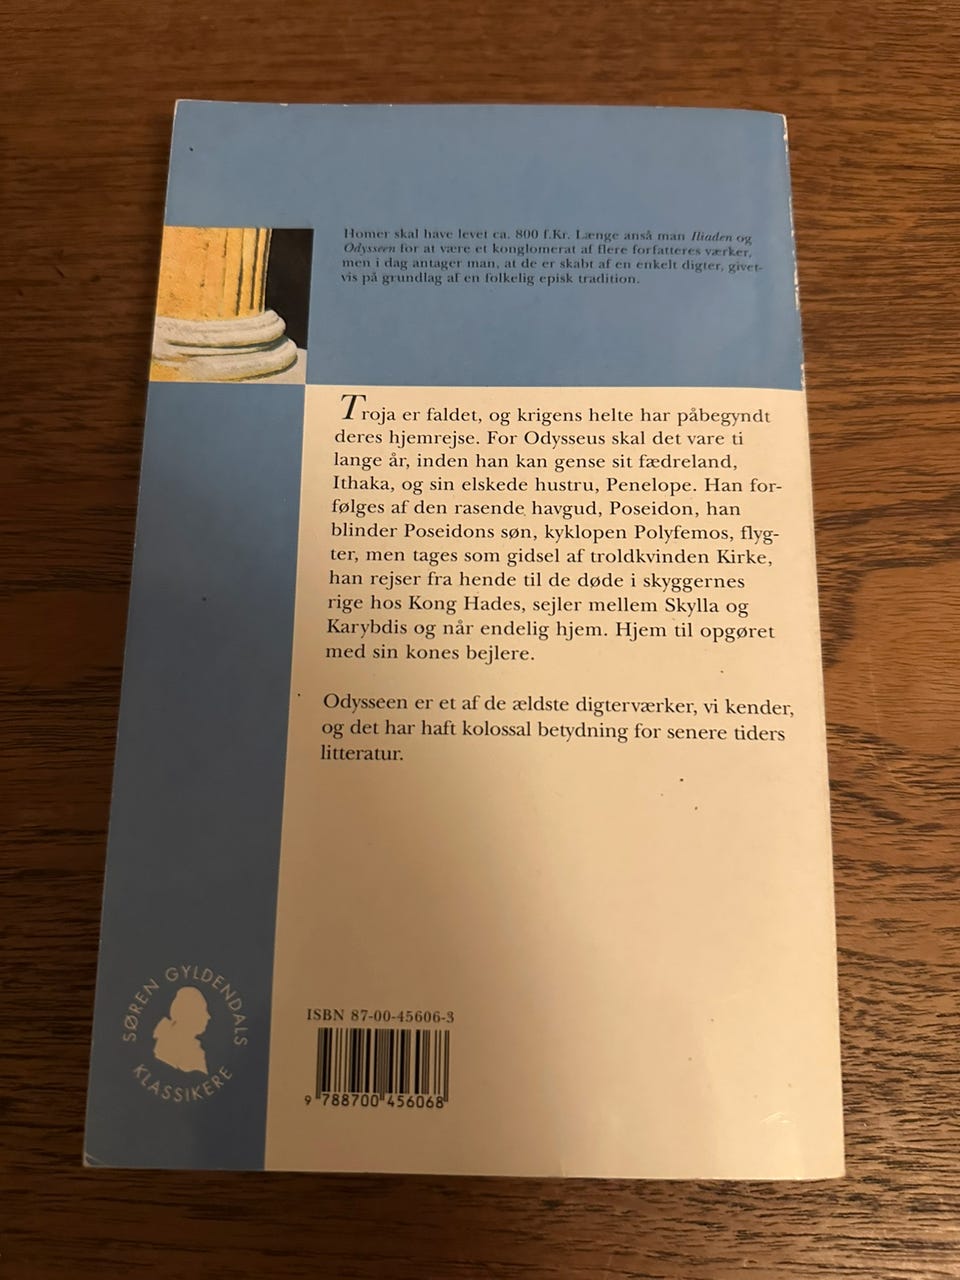 Homer skal have levet ca. 800 f.Kr. Længe anså man Iliaden og
Odysseen for at være et konglomerat af flere forfatteres værker,
men i dag antager man, at de er skabt af en enkelt digter, givet-
vis på grundlag af en folkelig episk tradition.
Troja er faldet, og krigens helte har påbegyndt
deres hjemrejse. For Odysseus skal det vare ti
lange år, inden han kan gense sit fædreland,
Ithaka, og sin elskede hustru, Penelope. Han for-
følges af den rasende havgud, Poseidon, han
blinder Poseidons søn, kyklopen Polyfemos, flyg-
ter, men tages som gidsel af troldkvinden Kirke,
han rejser fra hende til de døde i skyggernes
rige hos Kong Hades, sejler mellem Skylla og
Karybdis og når endelig hjem. Hjem til opgøret
med sin kones bejlere.
Odysseen er et af de ældste digterværker, vi kender,
og det har haft kolossal betydning for senere tiders
litteratur.
SØREN GYLDENDALS
KLASSIKERE
ISBN 87-00-45606-3
9 788700 456068